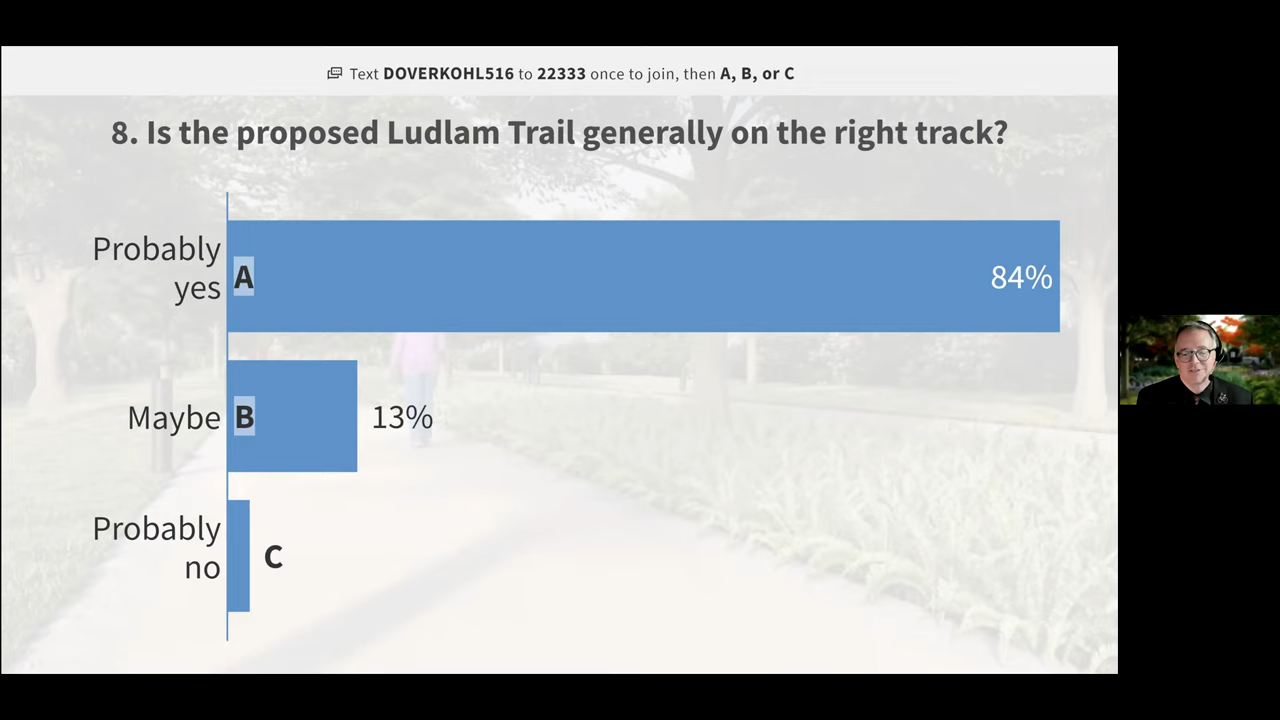 Text DOVERKOHL516 to 22333 once to join, then A, B, or C
8. Is the proposed Ludlam Trail generally on the right track?
Probably
yes
A
84%
Maybe
B
13%
Probably
no
C